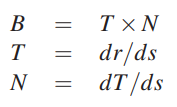 B = T × N
T = dr/ds
N = dT/ds